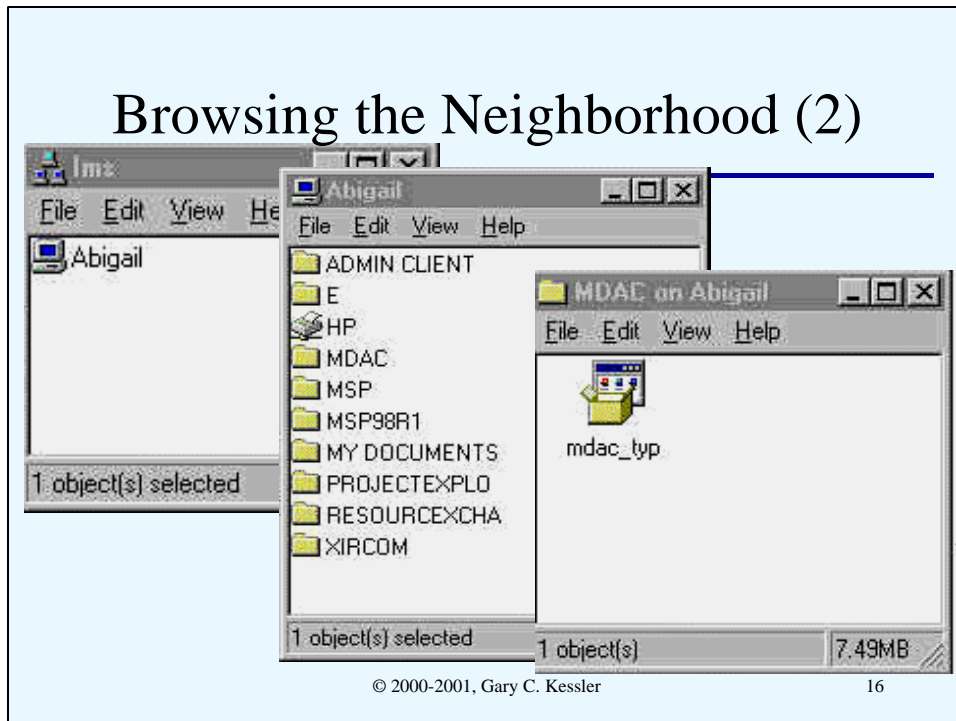 Browsing the Neighborhood (2)
lms
File Edit View He
Abigail
1 object(s) selected
Abigail
File Edit View Help
ADMIN CLIENT
E
HP
MDAC
MSP
MSP98R1
MY DOCUMENTS
PROJECTEXPLO
RESOURCEXCHA
XIRCOM
1 object(s) selected
MDAC on Abigail
File Edit View Help
mdac_typ
1 object(s)
7.49MB
© 2000-2001, Gary C. Kessler
16